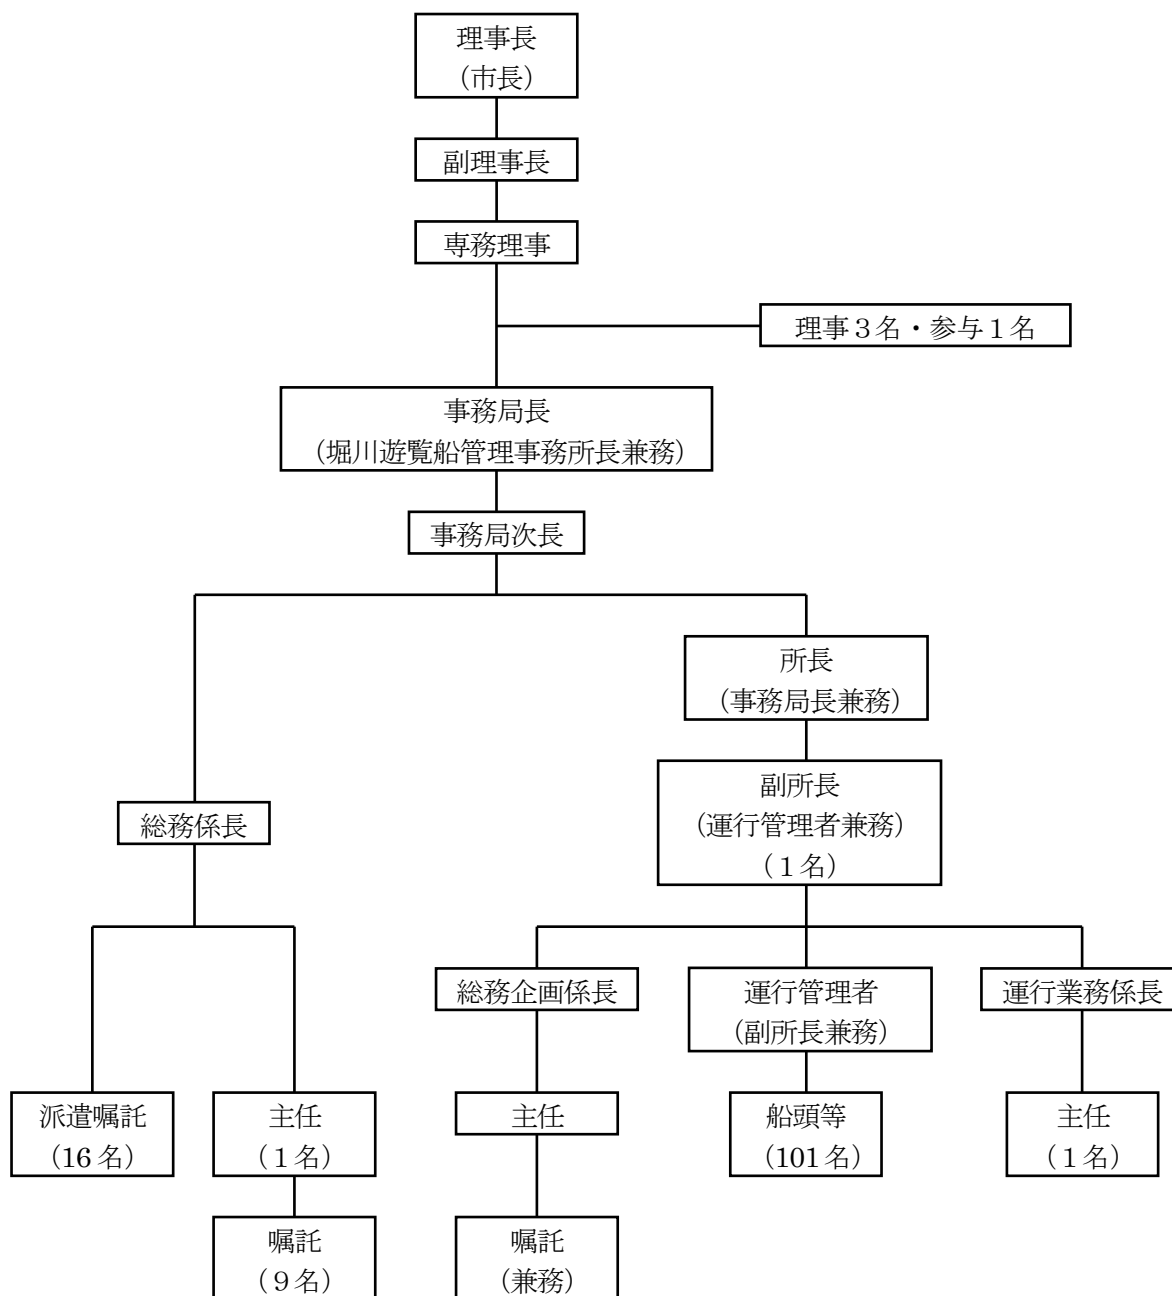 理事長
（市長）
副理事長
専務理事
理事３名・参与１名
事務局長
（堀川遊覧船管理事務所長兼務）
事務局次長
所長
（事務局長兼務）
副所長
（運行管理者兼務）
（１名）
総務係長
総務企画係長
運行管理者
（副所長兼務）
運行業務係長
派遣嘱託
（16名）
主任
（１名）
主任
船頭等
（101名）
主任
（１名）
嘱託
（９名）
嘱託
（兼務）